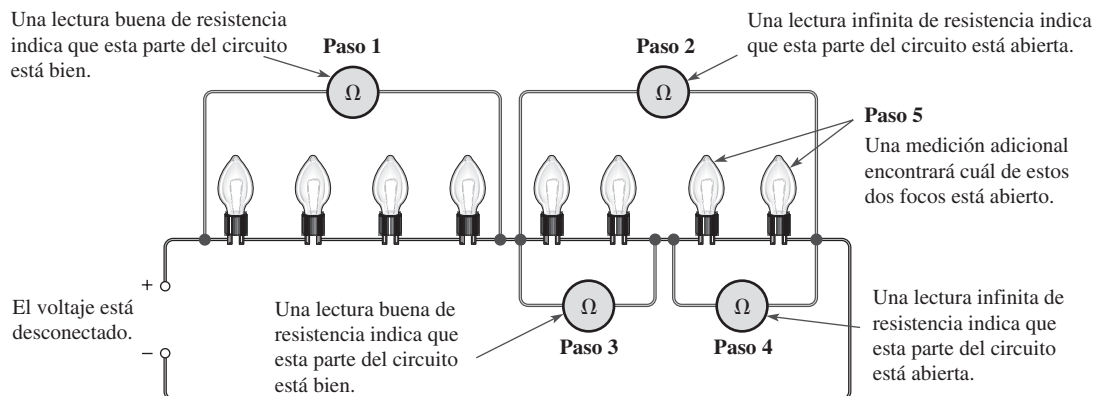 Una lectura buena de resistencia
indica que esta parte del circuito
está bien.
Paso 1
Ω
Paso 2
Ω
Una lectura infinita de resistencia indica
que esta parte del circuito está abierta.
Paso 5
Una medición adicional
encontrará cuál de estos
dos focos está abierto.
+
El voltaje está
desconectado.
–
Una lectura buena de
resistencia indica que
esta parte del circuito
está bien.
Ω
Paso 3
Ω
Paso 4
Una lectura infinita de
resistencia indica que
esta parte del circuito
está abierta.